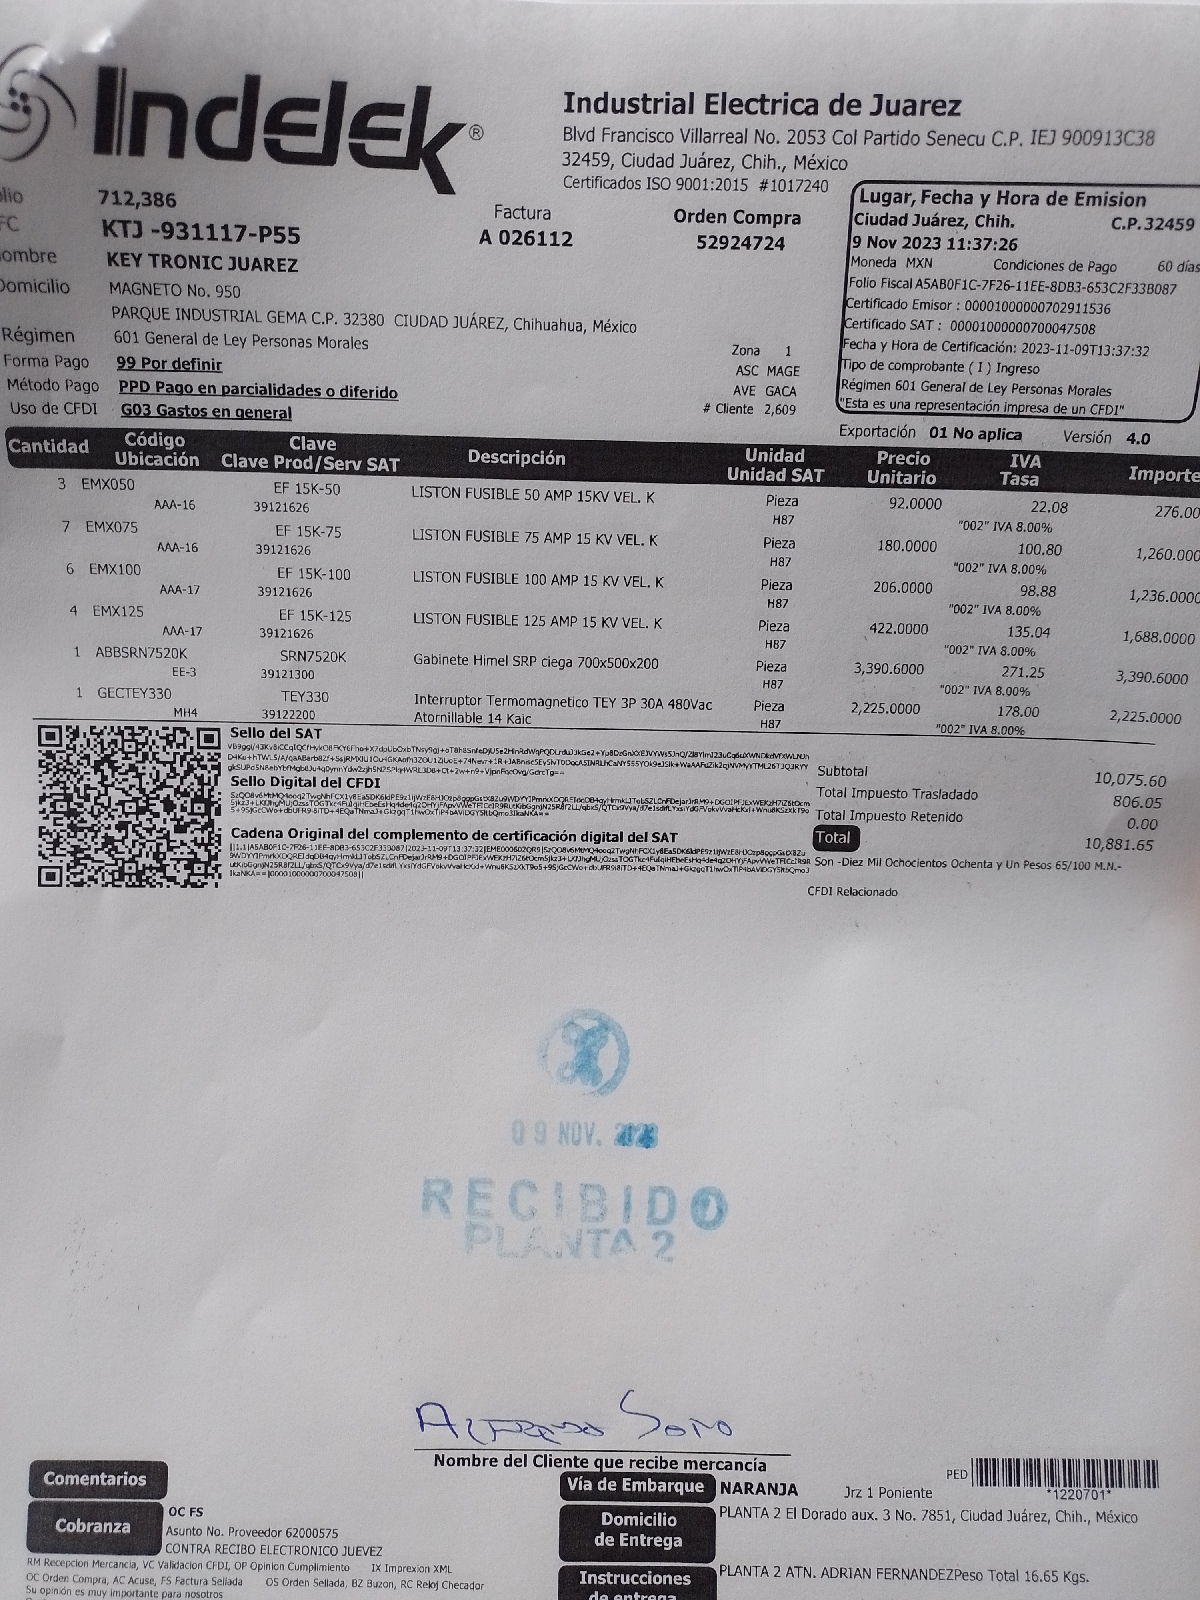 Indelek®
Industrial Electrica de Juarez
Blvd Francisco Villarreal No. 2053 Col Partido Senecu C.P. IEJ 900913C38
32459, Ciudad Juárez, Chih., México
Certificados ISO 9001:2015 #1017240
lio 712,386
FC KTJ -931117-P55
ombre KEY TRONIC JUAREZ
Domicilio MAGNETO No. 950
PARQUE INDUSTRIAL GEMA C.P. 32380 CIUDAD JUÁREZ, Chihuahua, México
Régimen 601 General de Ley Personas Morales
Forma Pago 99 Por definir
Método Pago PPD Pago en parcialidades o diferido
Uso de CFDI G03 Gastos en general
Factura
A 026112
Orden Compra
52924724
Zona 1
ASC MAGE
AVE GACA
# Cliente 2,609
Lugar, Fecha y Hora de Emision
Ciudad Juárez, Chih. C.P.32459
9 Nov 2023 11:37:26
Moneda MXN Condiciones de Pago 60 días
Folio Fiscal A5AB0F1C-7F26-11EE-8DB3-653C2F33B087
Certificado Emisor : 00001000000702911536
Certificado SAT : 00001000000700047508
Fecha y Hora de Certificación: 2023-11-09T13:37:32
Tipo de comprobante ( I ) Ingreso
Régimen 601 General de Ley Personas Morales
"Esta es una representación impresa de un CFDI"
Exportación 01 No aplica Versión 4.0
Cantidad Código Clave Descripción Unidad Precio IVA Importe
Ubicación Clave Prod/Serv SAT Unidad SAT Unitario Tasa
3 EMX050 EF 15K-50 LISTON FUSIBLE 50 AMP 15KV VEL. K Pieza 92.0000 22.08 276.00
AAA-16 39121626 H87 "002" IVA 8.00%
7 EMX075 EF 15K-75 LISTON FUSIBLE 75 AMP 15 KV VEL. K Pieza 180.0000 100.80 1,260.000
AAA-16 39121626 H87 "002" IVA 8.00%
6 EMX100 EF 15K-100 LISTON FUSIBLE 100 AMP 15 KV VEL. K Pieza 206.0000 98.88 1,236.0000
AAA-17 39121626 H87 "002" IVA 8.00%
4 EMX125 EF 15K-125 LISTON FUSIBLE 125 AMP 15 KV VEL. K Pieza 422.0000 135.04 1,688.0000
AAA-17 39121626 H87 "002" IVA 8.00%
1 ABBSRN7520K SRN7520K Gabinete Himel SRP ciega 700x500x200 Pieza 3,390.6000 271.25 3,390.6000
EE-3 39121300 H87 "002" IVA 8.00%
1 GECTEY330 TEY330 Interruptor Termomagnetico TEY 3P 30A 480Vac Pieza 2,225.0000 178.00 2,225.0000
MH4 39122200 Atornillable 14 Kaic H87 "002" IVA 8.00%
Sello del SAT
Sello Digital del CFDI
Cadena Original del complemento de certificación digital del SAT
Subtotal 10,075.60
Total Impuesto Trasladado 806.05
Total Impuesto Retenido 0.00
Total 10,881.65
Son -Diez Mil Ochocientos Ochenta y Un Pesos 65/100 M.N.-
CFDI Relacionado
09 NOV. 2023
RECIBIDO
PLANTA 2
Soto
Nombre del Cliente que recibe mercancía
Comentarios
Cobranza
OC FS
Asunto No. Proveedor 62000575
CONTRA RECIBO ELECTRONICO JUEVEZ
RM Recepcion Mercancia, VC Validacion CFDI, OP Opinion Cumplimiento IX Imprexion XML
OC Orden Compra, AC Acuse, FS Factura Sellada OS Orden Sellada, BZ Buzon, RC Reloj Checador
Su opinión es muy importante para nosotros
Vía de Embarque NARANJA Jrz 1 Poniente
PED *1220701*
Domicilio de Entrega
PLANTA 2 El Dorado aux. 3 No. 7851, Ciudad Juárez, Chih., México
Instrucciones de entrega
PLANTA 2 ATN. ADRIAN FERNANDEZPeso Total 16.65 Kgs.